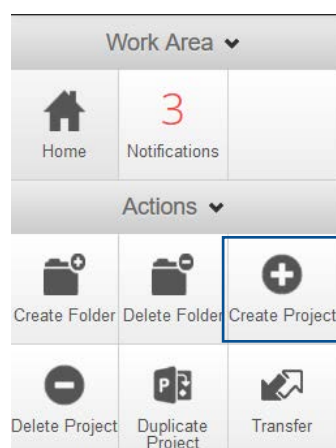 Work Area
3
Home Notifications
Actions
Create Folder Delete Folder Create Project
P
Delete Project Duplicate Transfer
Project